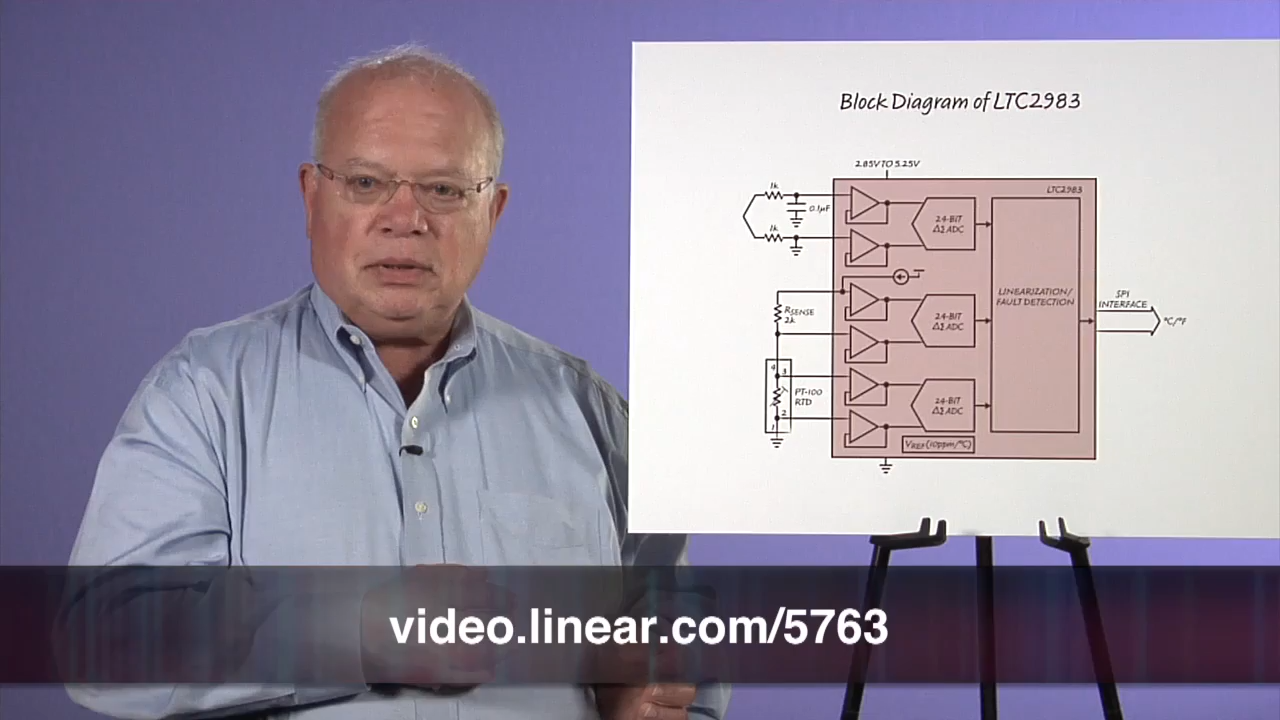 Block Diagram of LTC2983
2.85V TO 5.25V
LTC2983
1k
0.1µF
1k
24-BIT
ΔΣ ADC
LINEARIZATION/
FAULT DETECTION
SPI
INTERFACE
°C/°F
RSENSE
2k
24-BIT
ΔΣ ADC
4
3
PT-100
RTD
2
1
24-BIT
ΔΣ ADC
VREF (10ppm/°C)
video.linear.com/5763